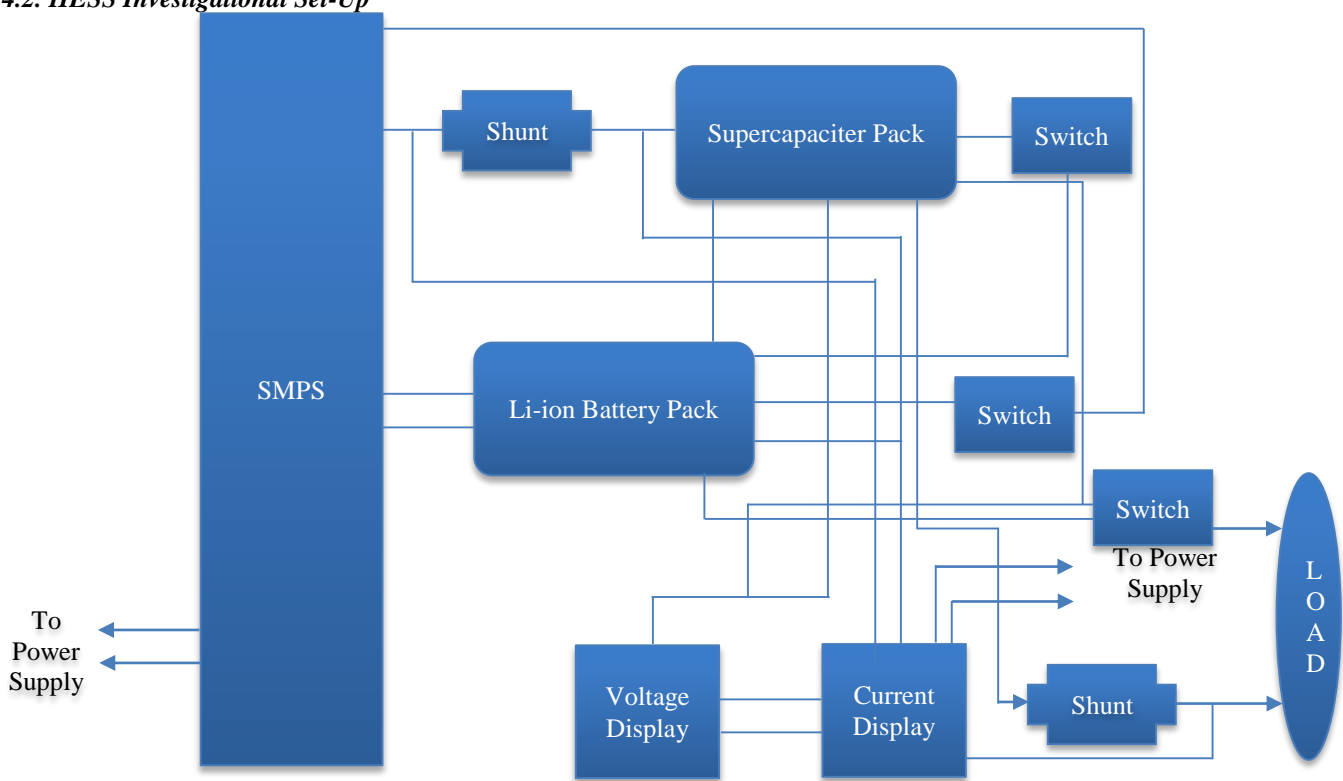 4.2. HESS Investigational Set-Up
Shunt
Supercapaciter Pack
Switch
SMPS
Li-ion Battery Pack
Switch
Switch
To Power
Supply
L
O
A
D
To
Power
Supply
Voltage
Display
Current
Display
Shunt